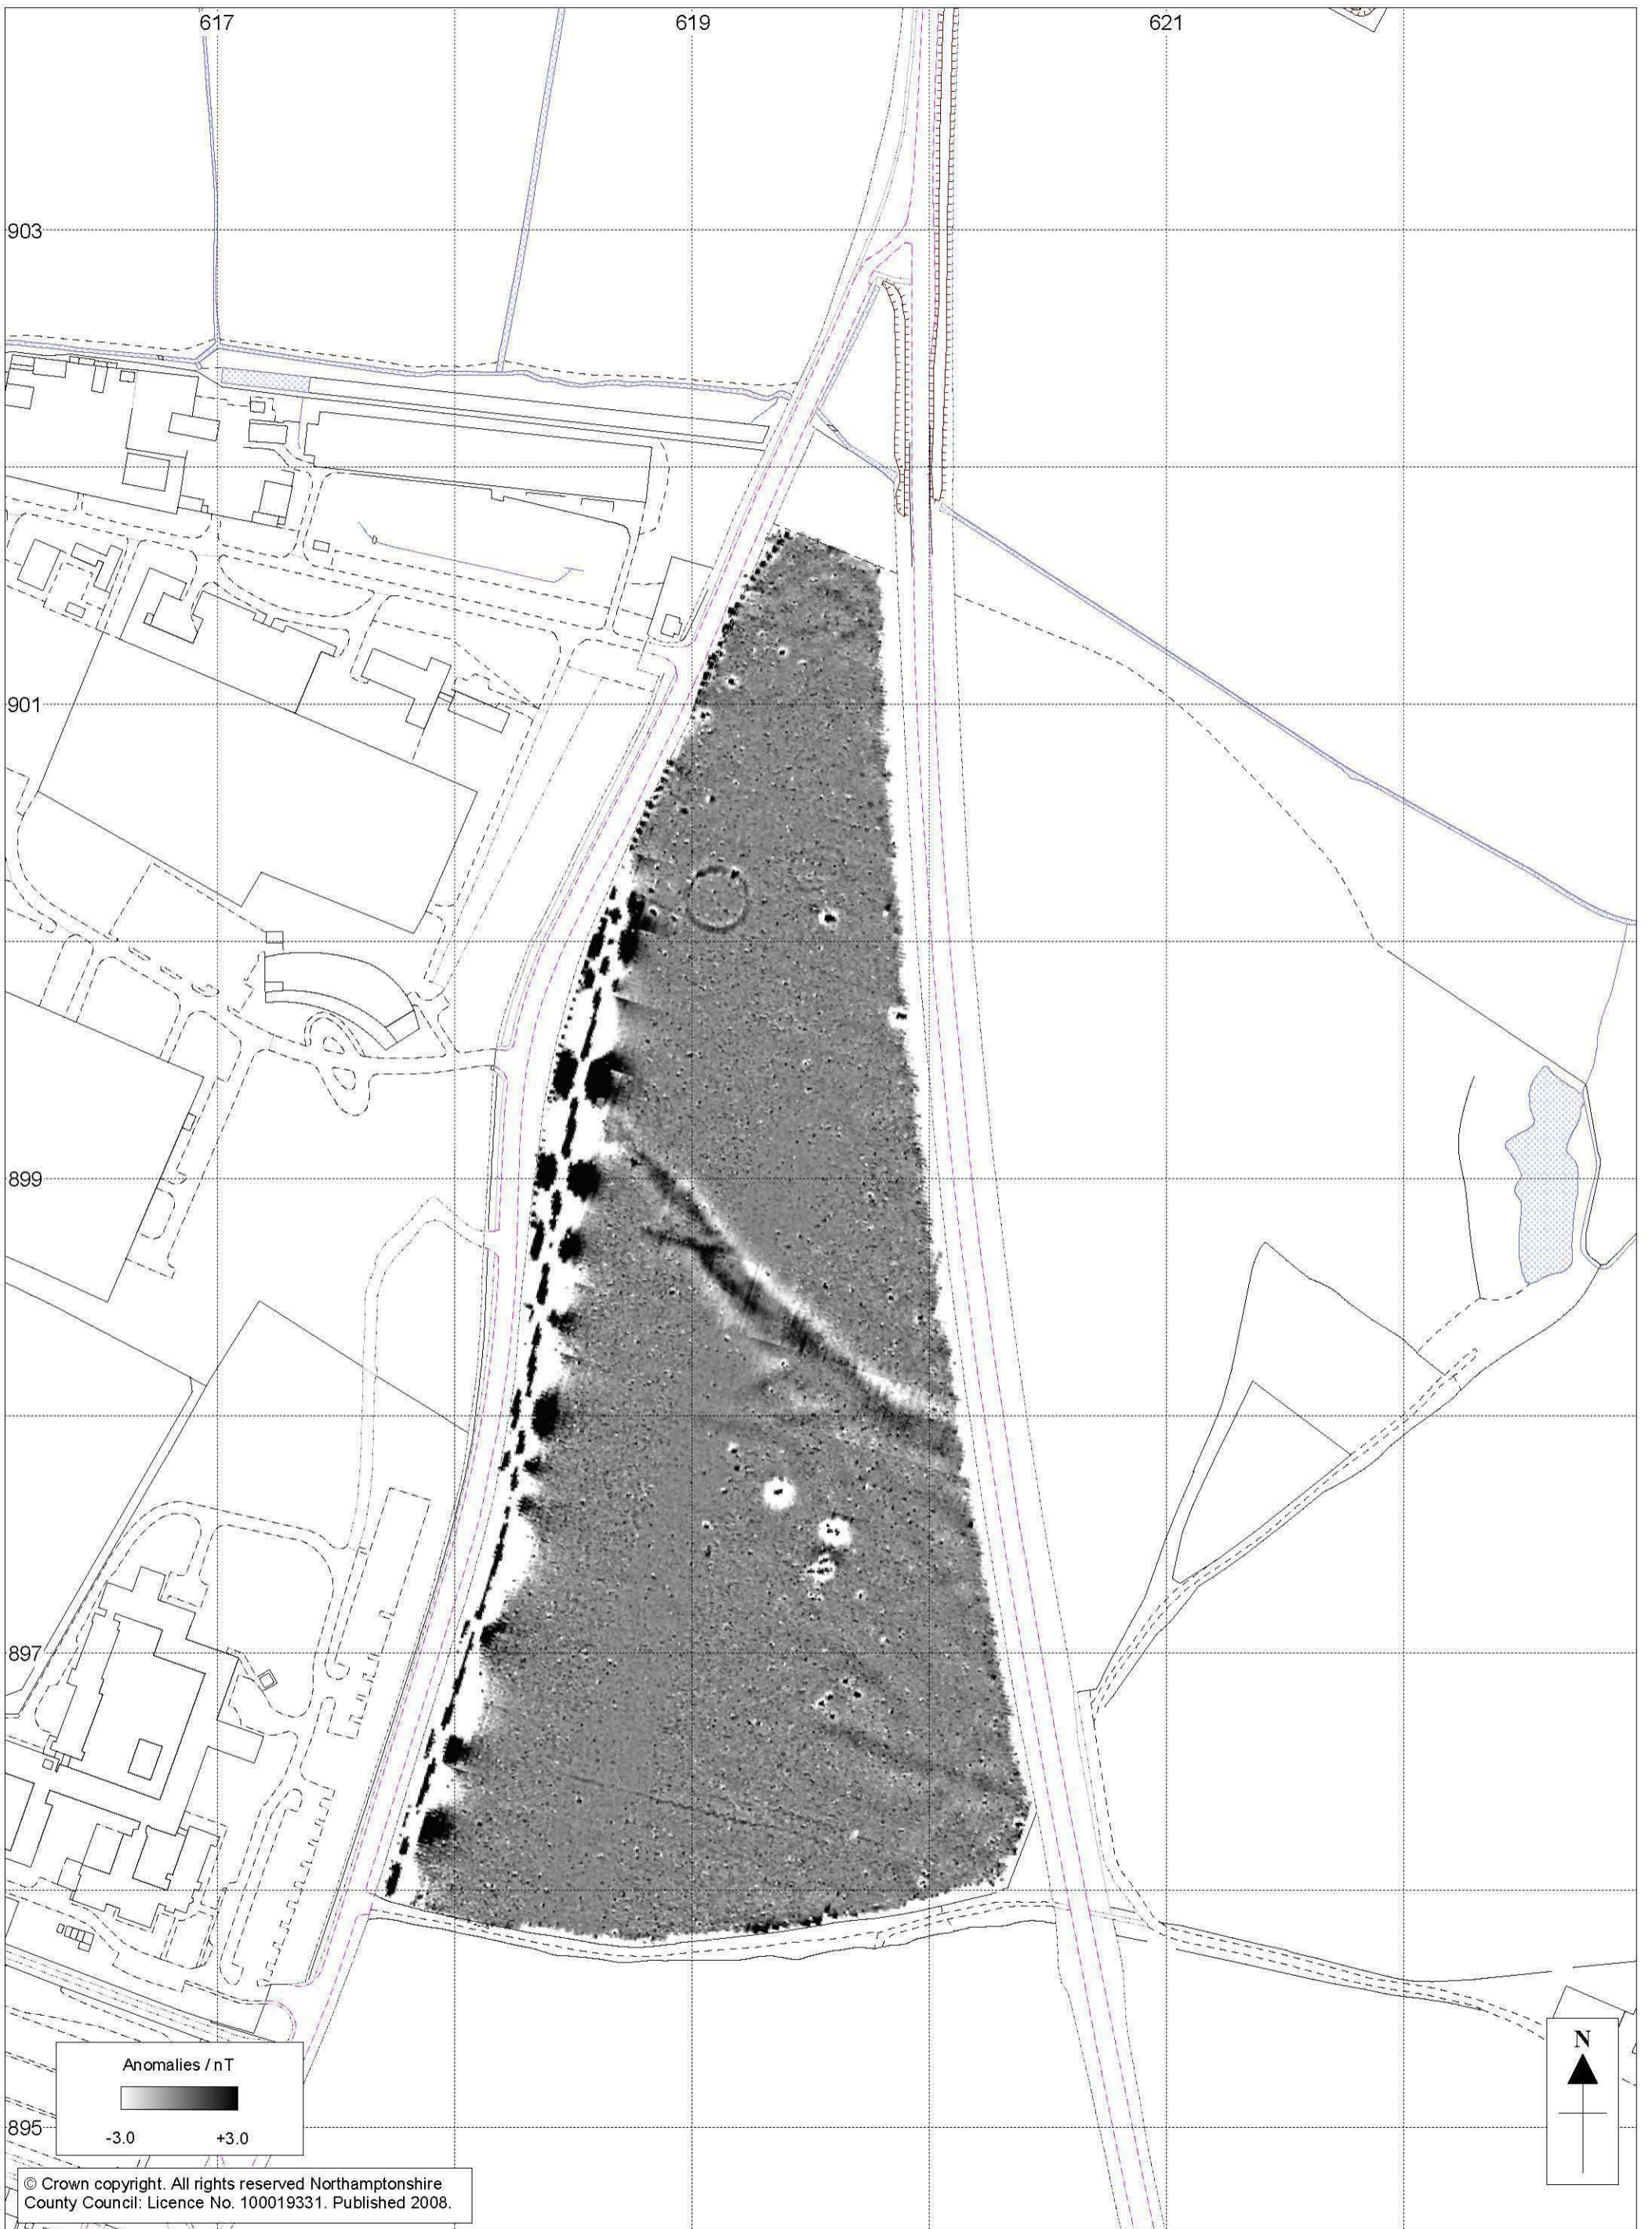 617
619
621
903
901
899
897
895
Anomalies / nT
-3.0 +3.0
N
© Crown copyright. All rights reserved Northamptonshire
County Council: Licence No. 100019331. Published 2008.